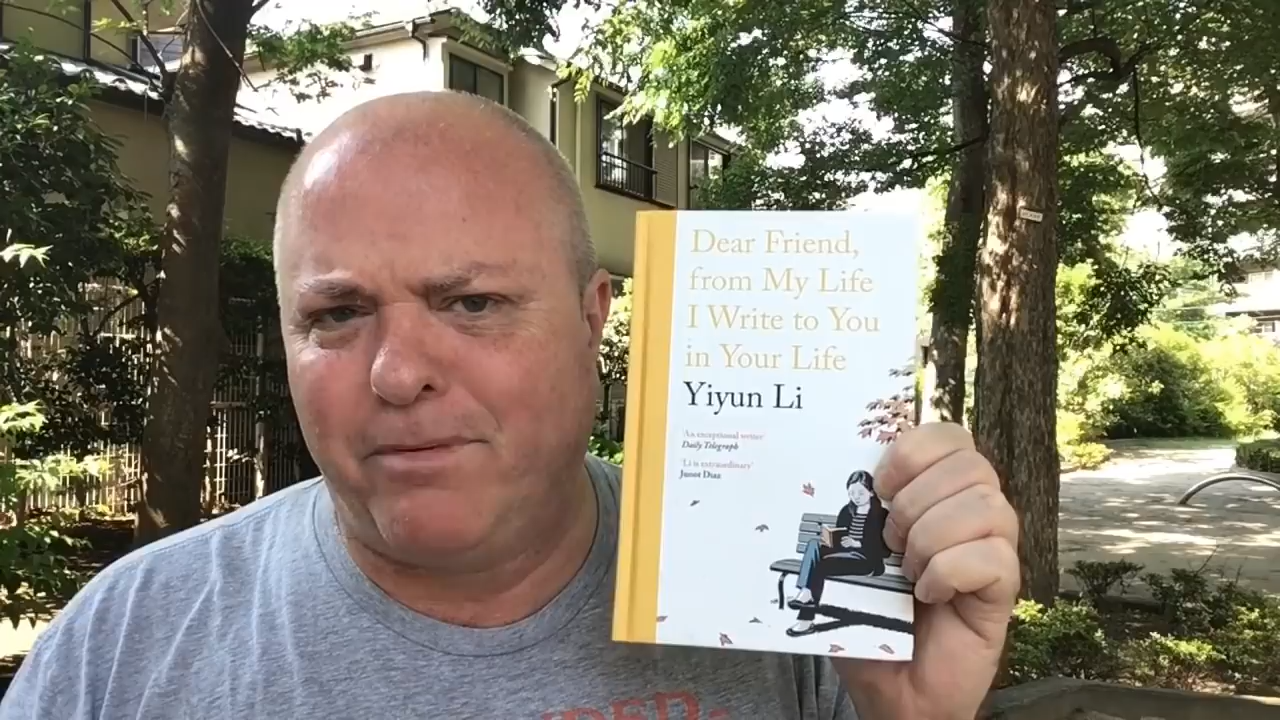 Dear Friend,
from My Life
I Write to You
in Your Life
Yiyun Li
'An exceptional writer'
Daily Telegraph
'Li is extraordinary'
Junot Díaz